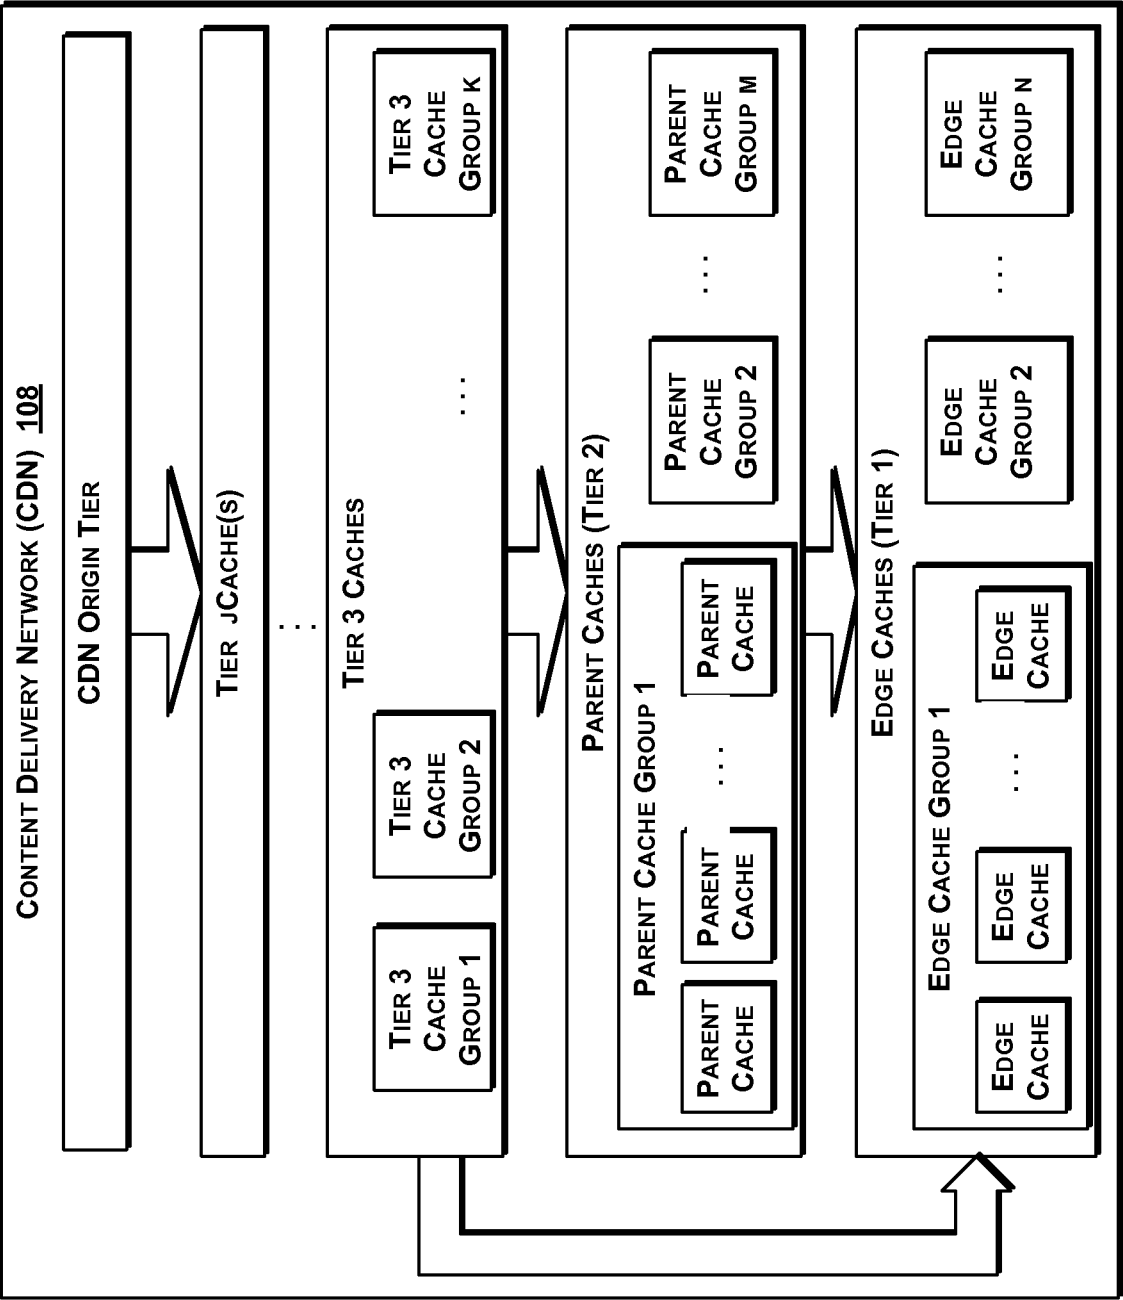 CONTENT DELIVERY NETWORK (CDN) 108
CDN ORIGIN TIER
TIER JCACHE(S)
...
TIER 3 CACHES
TIER 3
CACHE
GROUP 1
TIER 3
CACHE
GROUP 2
...
TIER 3
CACHE
GROUP K
PARENT CACHES (TIER 2)
PARENT CACHE GROUP 1
PARENT
CACHE
PARENT
CACHE
...
PARENT
CACHE
PARENT
CACHE
GROUP 2
...
PARENT
CACHE
GROUP M
EDGE CACHES (TIER 1)
EDGE CACHE GROUP 1
EDGE
CACHE
EDGE
CACHE
...
EDGE
CACHE
EDGE
CACHE
GROUP 2
...
EDGE
CACHE
GROUP N